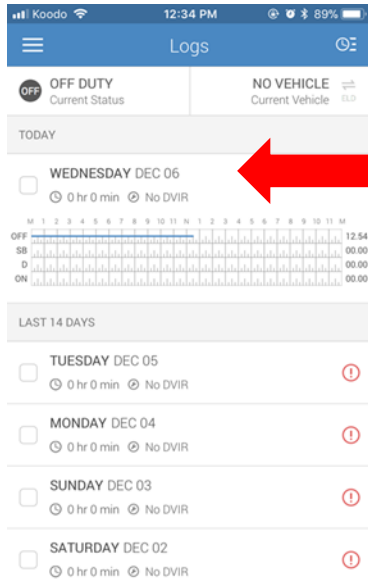 Koodo 12:34 PM 89%
Logs
OFF OFF DUTY NO VEHICLE
Current Status Current Vehicle ELD
TODAY
WEDNESDAY DEC 06
0 hr 0 min No DVIR
M 1 2 3 4 5 6 7 8 9 10 11 N 1 2 3 4 5 6 7 8 9 10 11 M
OFF 12.54
SB 00.00
D 00.00
ON 00.00
LAST 14 DAYS
TUESDAY DEC 05
0 hr 0 min No DVIR
MONDAY DEC 04
0 hr 0 min No DVIR
SUNDAY DEC 03
0 hr 0 min No DVIR
SATURDAY DEC 02
0 hr 0 min No DVIR